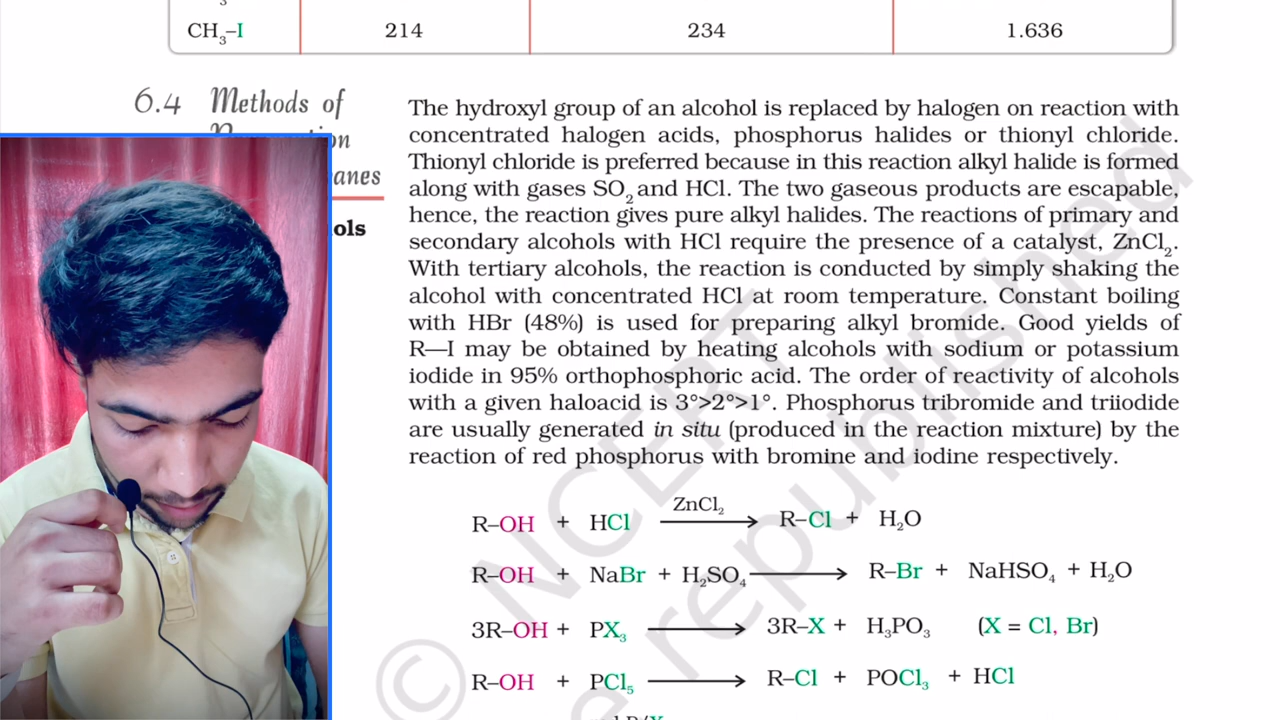 CH₃–I 214 234 1.636
6.4 Methods of
on
anes
ols
The hydroxyl group of an alcohol is replaced by halogen on reaction with
concentrated halogen acids, phosphorus halides or thionyl chloride.
Thionyl chloride is preferred because in this reaction alkyl halide is formed
along with gases SO₂ and HCl. The two gaseous products are escapable,
hence, the reaction gives pure alkyl halides. The reactions of primary and
secondary alcohols with HCl require the presence of a catalyst, ZnCl₂.
With tertiary alcohols, the reaction is conducted by simply shaking the
alcohol with concentrated HCl at room temperature. Constant boiling
with HBr (48%) is used for preparing alkyl bromide. Good yields of
R—I may be obtained by heating alcohols with sodium or potassium
iodide in 95% orthophosphoric acid. The order of reactivity of alcohols
with a given haloacid is 3°>2°>1°. Phosphorus tribromide and triiodide
are usually generated in situ (produced in the reaction mixture) by the
reaction of red phosphorus with bromine and iodine respectively.
R–OH + HCl ZnCl₂ ⟶ R–Cl + H₂O
R–OH + NaBr + H₂SO₄ ⟶ R–Br + NaHSO₄ + H₂O
3R–OH + PX₃ ⟶ 3R–X + H₃PO₃ (X = Cl, Br)
R–OH + PCl₅ ⟶ R–Cl + POCl₃ + HCl
© NCERT
e republished